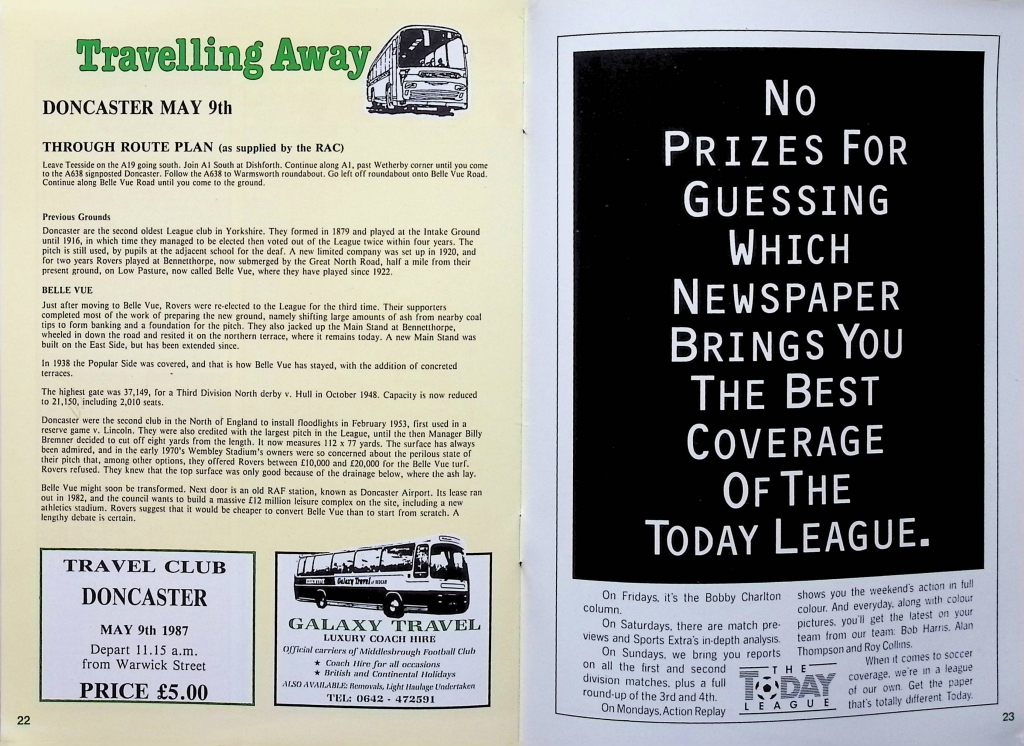 Travelling Away
DONCASTER MAY 9th
THROUGH ROUTE PLAN (as supplied by the RAC)
Leave Teesside on the A19 going south. Join A1 South at Dishforth. Continue along A1, past Wetherby corner until you come
to the A638 signposted Doncaster. Follow the A638 to Warmsworth roundabout. Go left off roundabout onto Belle Vue Road.
Continue along Belle Vue Road until you come to the ground.
Previous Grounds
Doncaster are the second oldest League club in Yorkshire. They formed in 1879 and played at the Intake Ground
until 1916, in which time they managed to be elected then voted out of the League twice within four years. The
pitch is still used, by pupils at the adjacent school for the deaf. A new limited company was set up in 1920, and
for two years Rovers played at Bennetthorpe, now submerged by the Great North Road, half a mile from their
present ground, on Low Pasture, now called Belle Vue, where they have played since 1922.
BELLE VUE
Just after moving to Belle Vue, Rovers were re-elected to the League for the third time. Their supporters
completed most of the work of preparing the new ground, namely shifting large amounts of ash from nearby coal
tips to form banking and a foundation for the pitch. They also jacked up the Main Stand at Bennetthorpe,
wheeled in down the road and resited it on the northern terrace, where it remains today. A new Main Stand was
built on the East Side, but has been extended since.
In 1938 the Popular Side was covered, and that is how Belle Vue has stayed, with the addition of concreted
terraces.
The highest gate was 37,149, for a Third Division North derby v. Hull in October 1948. Capacity is now reduced
to 21,150, including 2,010 seats.
Doncaster were the second club in the North of England to install floodlights in February 1953, first used in a
reserve game v. Lincoln. They were also credited with the largest pitch in the League, until the then Manager Billy
Bremner decided to cut off eight yards from the length. It now measures 112 x 77 yards. The surface has always
been admired, and in the early 1970's Wembley Stadium's owners were so concerned about the perilous state of
their pitch that, among other options, they offered Rovers between £10,000 and £20,000 for the Belle Vue turf.
Rovers refused. They knew that the top surface was only good because of the drainage below, where the ash lay.
Belle Vue might soon be transformed. Next door is an old RAF station, known as Doncaster Airport. Its lease ran
out in 1982, and the council wants to build a massive £12 million leisure complex on the site, including a new
athletics stadium. Rovers suggest that it would be cheaper to convert Belle Vue than to start from scratch. A
lengthy debate is certain.
TRAVEL CLUB
DONCASTER
MAY 9th 1987
Depart 11.15 a.m.
from Warwick Street
PRICE £5.00
EXECUTIVE Galaxy Travel of REDCAR
GALAXY TRAVEL
LUXURY COACH HIRE
Official carriers of Middlesbrough Football Club
★ Coach Hire for all occasions
★ British and Continental Holidays
ALSO AVAILABLE: Removals, Light Haulage Undertaken
TEL: 0642 - 472591
22
NO
PRIZES FOR
GUESSING
WHICH
NEWSPAPER
BRINGS YOU
THE BEST
COVERAGE
OF THE
TODAY LEAGUE.
On Fridays, it's the Bobby Charlton
column.
On Saturdays, there are match pre-
views and Sports Extra's in-depth analysis.
On Sundays, we bring you reports
on all the first and second
division matches, plus a full
round-up of the 3rd and 4th.
On Mondays, Action Replay
shows you the weekend's action in full
colour. And everyday, along with colour
pictures, you'll get the latest on your
team from our team: Bob Harris, Alan
Thompson and Roy Collins.
When it comes to soccer
coverage, we're in a league
of our own. Get the paper
that's totally different. Today.
THE
TODAY
LEAGUE
23